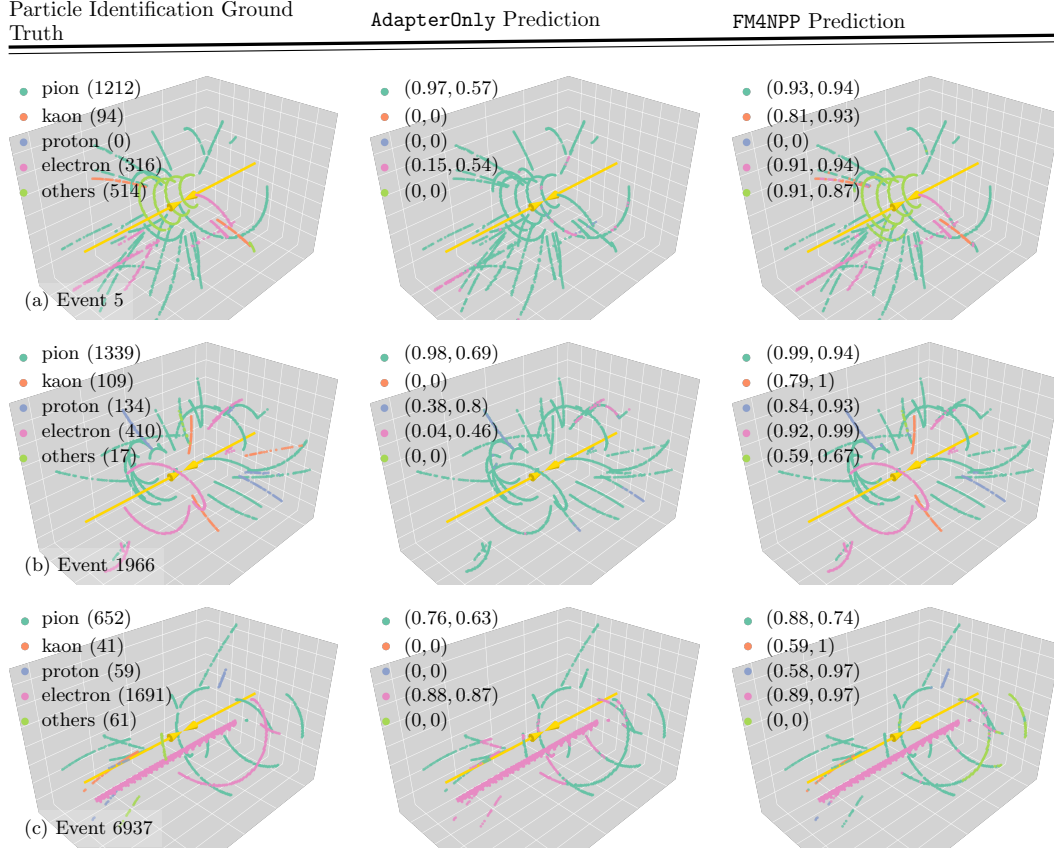 Particle Identification Ground Truth
AdapterOnly Prediction
FM4NPP Prediction
pion (1212)
kaon (94)
proton (0)
electron (316)
others (514)
(a) Event 5
(0.97, 0.57)
(0, 0)
(0, 0)
(0.15, 0.54)
(0, 0)
(0.93, 0.94)
(0.81, 0.93)
(0, 0)
(0.91, 0.94)
(0.91, 0.87)
pion (1339)
kaon (109)
proton (134)
electron (410)
others (17)
(b) Event 1966
(0.98, 0.69)
(0, 0)
(0.38, 0.8)
(0.04, 0.46)
(0, 0)
(0.99, 0.94)
(0.79, 1)
(0.84, 0.93)
(0.92, 0.99)
(0.59, 0.67)
pion (652)
kaon (41)
proton (59)
electron (1691)
others (61)
(c) Event 6937
(0.76, 0.63)
(0, 0)
(0, 0)
(0.88, 0.87)
(0, 0)
(0.88, 0.74)
(0.59, 1)
(0.58, 0.97)
(0.89, 0.97)
(0, 0)